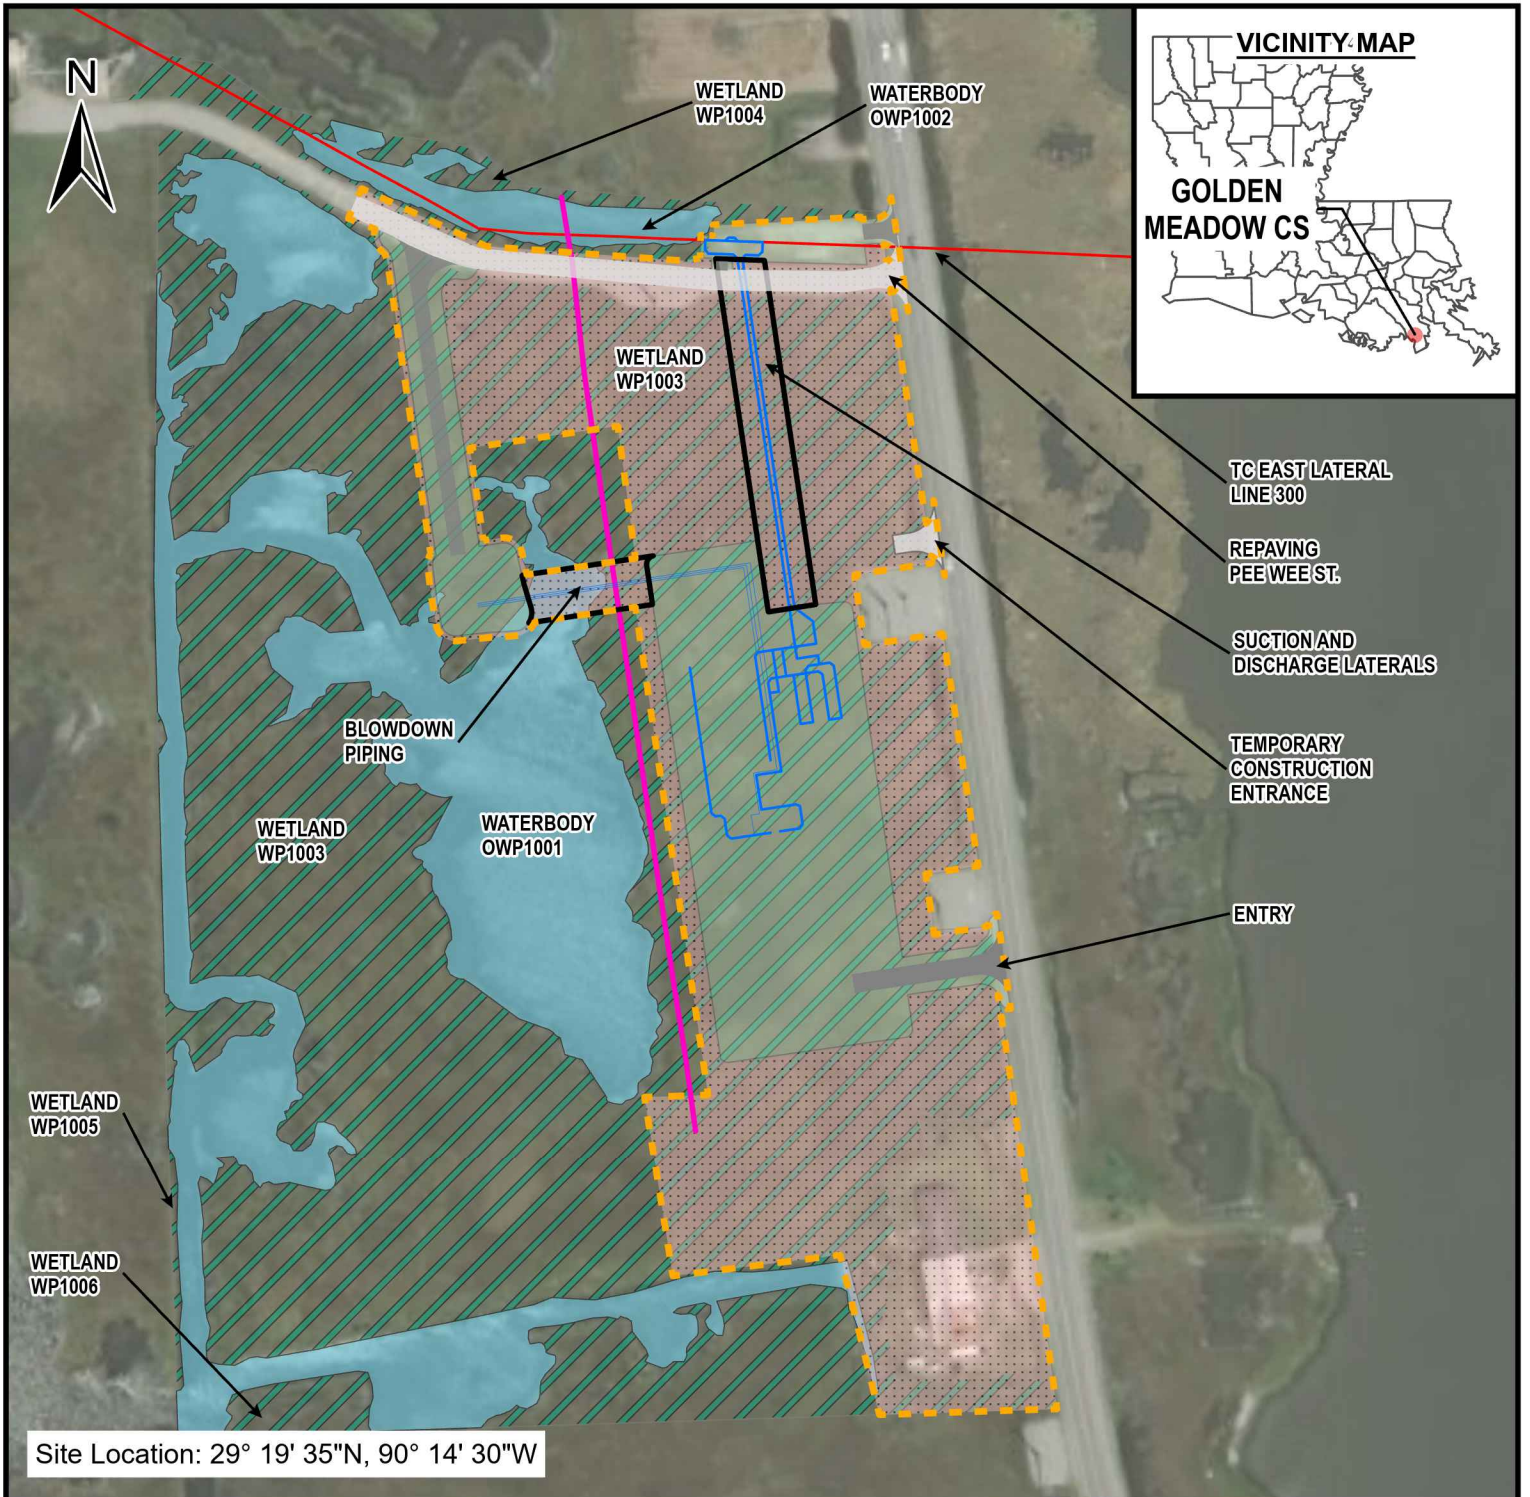 N
WETLAND
WP1004
WATERBODY
OWP1002
VICINITY MAP
GOLDEN
MEADOW CS
WETLAND
WP1003
TC EAST LATERAL
LINE 300
REPAVING
PEE WEE ST.
SUCTION AND
DISCHARGE LATERALS
BLOWDOWN
PIPING
TEMPORARY
CONSTRUCTION
ENTRANCE
WETLAND
WP1003
WATERBODY
OWP1001
ENTRY
WETLAND
WP1005
WETLAND
WP1006
Site Location: 29° 19' 35"N, 90° 14' 30"W